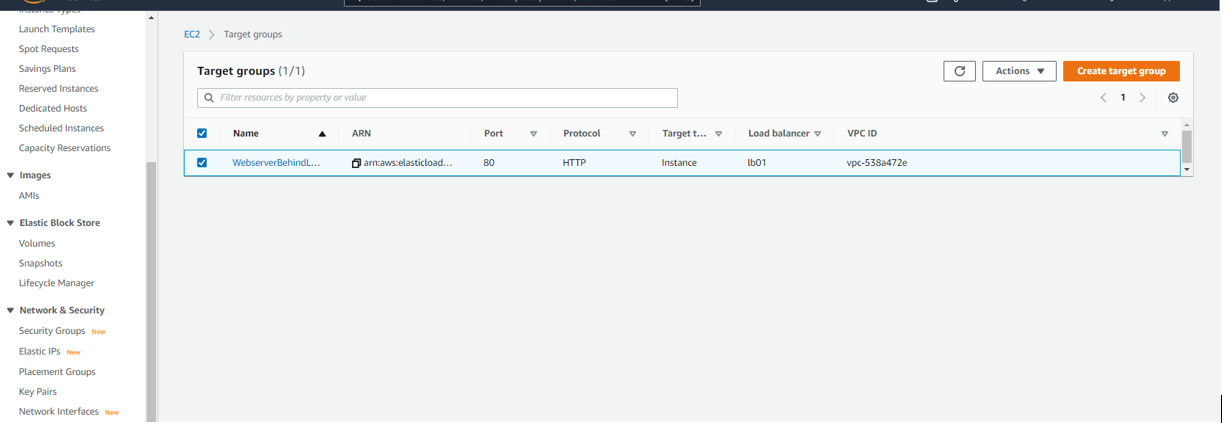 Instance Types
Launch Templates
Spot Requests
Savings Plans
Reserved Instances
Dedicated Hosts
Scheduled Instances
Capacity Reservations
Images
AMIs
Elastic Block Store
Volumes
Snapshots
Lifecycle Manager
Network & Security
Security Groups New
Elastic IPs New
Placement Groups
Key Pairs
Network Interfaces New
EC2 > Target groups
Target groups (1/1)
Actions
Create target group
Filter resources by property or value
1
Name ARN Port Protocol Target t... Load balancer VPC ID
WebserverBehindL... arn:aws:elasticload... 80 HTTP Instance lb01 vpc-538a472e